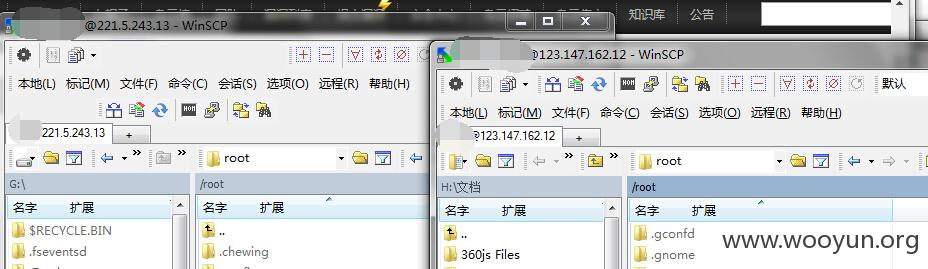 知识库 公告
@221.5.243.13 - WinSCP
@123.147.162.12 - WinSCP
本地(L) 标记(M) 文件(F) 命令(C) 会话(S) 选项(O) 远程(R) 帮助(H)
默认
本地(L) 标记(M) 文件(F) 命令(C) 会话(S) 选项(O) 远程(R) 帮助(H)
221.5.243.13 +
@123.147.162.12 +
root
root
G:\ /root
H:\文档 /root
名字 扩展 名字 扩展
名字 扩展 名字 扩展
$RECYCLE.BIN ..
.. .gconfd
.fseventsd .chewing
360js Files .gnome
www.wooyun.org